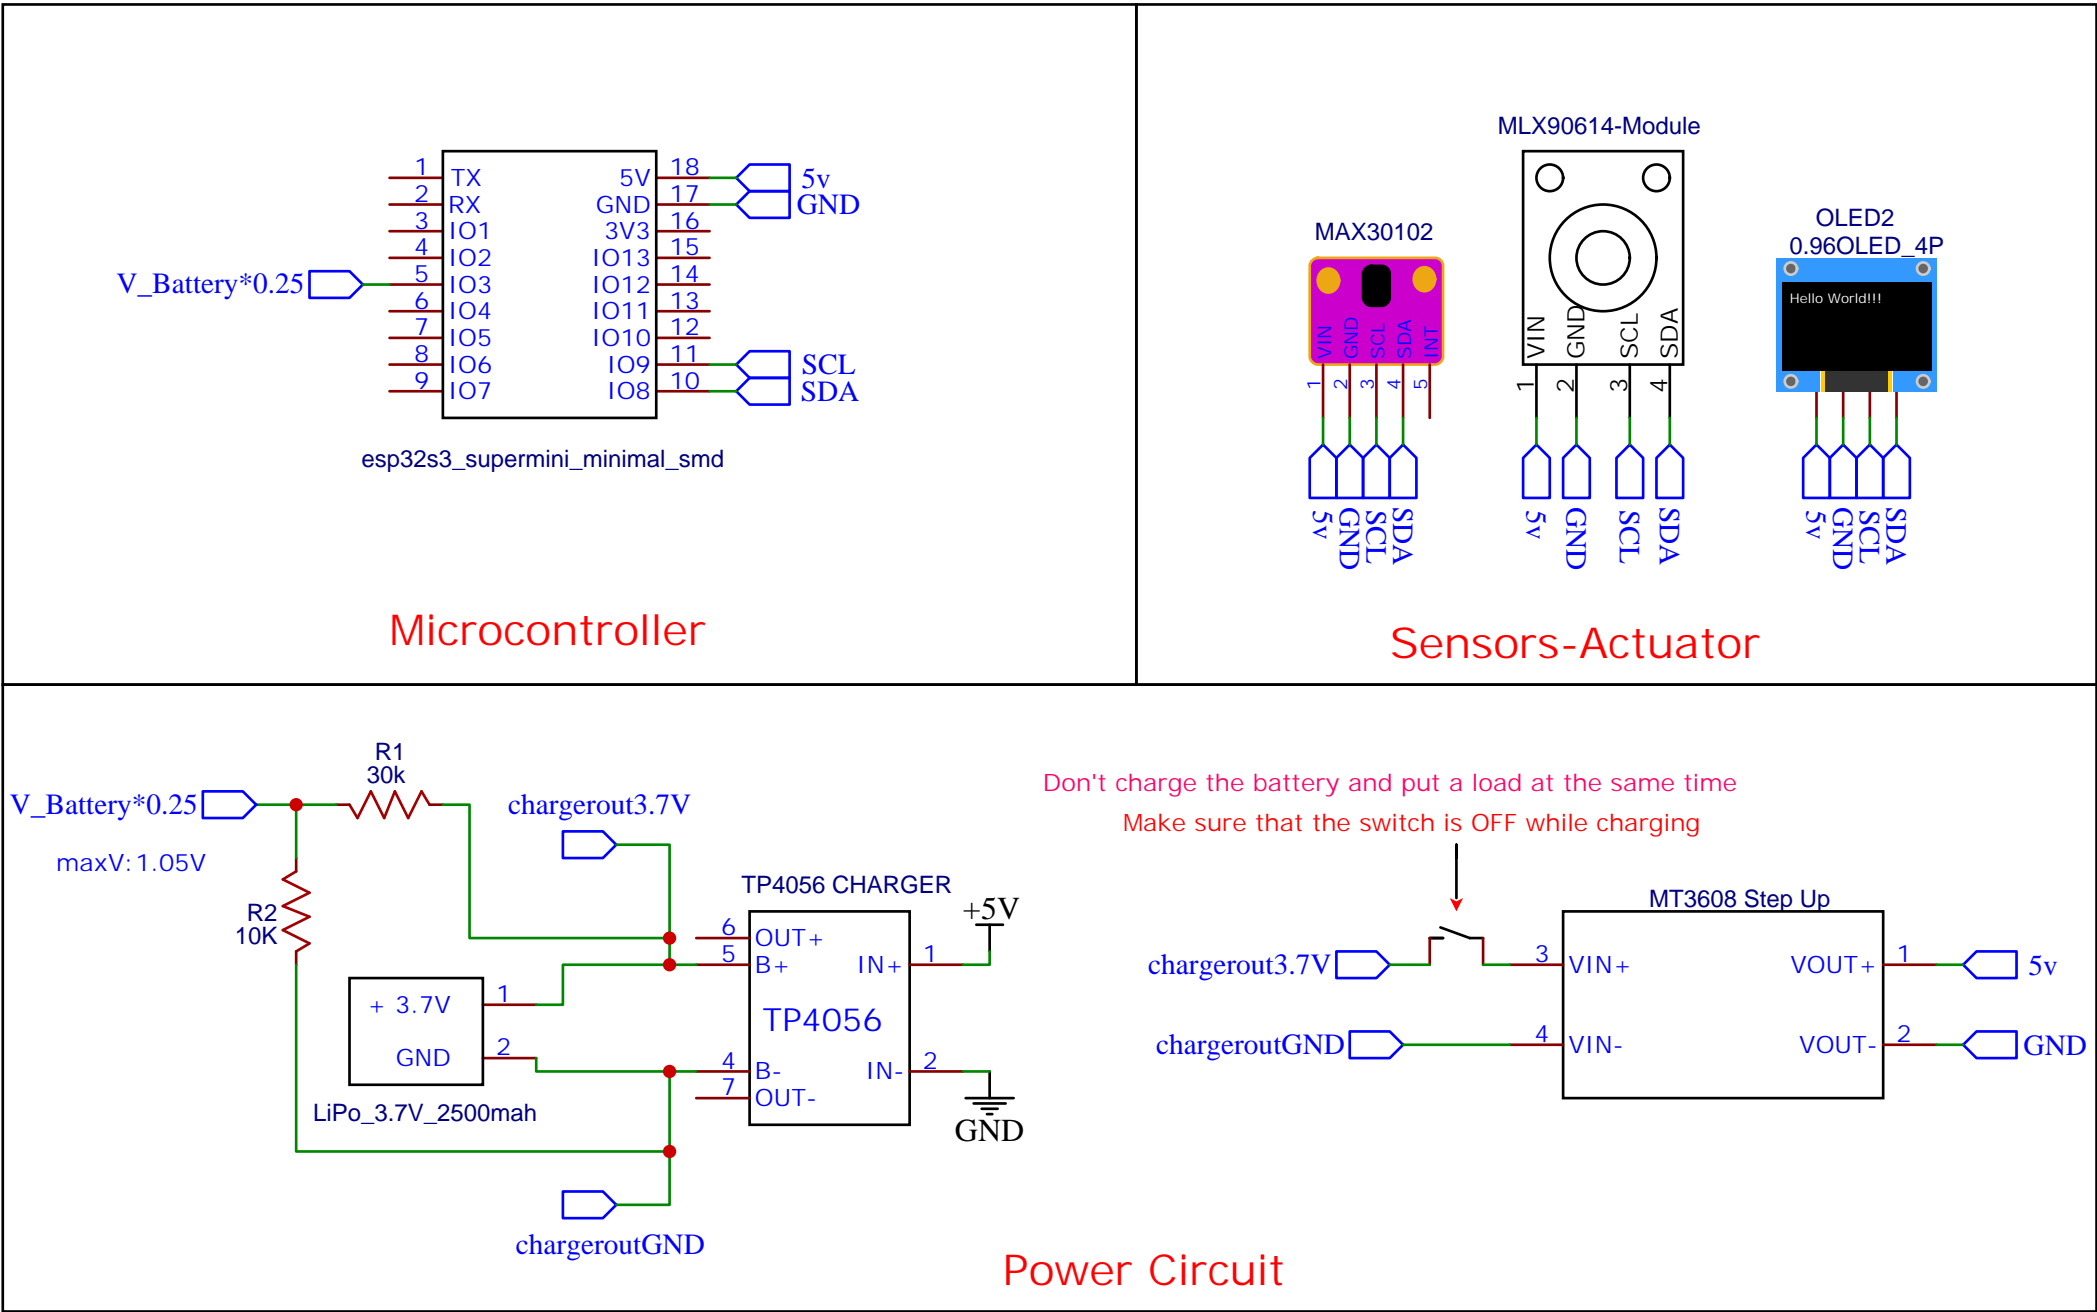 1 TX
2 RX
3 IO1
4 IO2
5 IO3
6 IO4
7 IO5
8 IO6
9 IO7
5V 18
GND 17
3V3 16
IO13 15
IO12 14
IO11 13
IO10 12
IO9 11
IO8 10
V_Battery*0.25
5v
GND
SCL
SDA
esp32s3_supermini_minimal_smd
Microcontroller
MAX30102
VIN GND SCL SDA INT
1 2 3 4 5
5v GND SCL SDA
MLX90614-Module
VIN GND SCL SDA
1 2 3 4
5v GND SCL SDA
OLED2
0.96OLED_4P
Hello World!!!
5v GND SCL SDA
Sensors-Actuator
R1
30k
V_Battery*0.25
maxV:1.05V
R2
10K
chargerout3.7V
+ 3.7V 1
GND 2
LiPo_3.7V_2500mah
chargeroutGND
TP4056 CHARGER
6 OUT+
5 B+
IN+ 1
TP4056
4 B-
7 OUT-
IN- 2
+5V
GND
Don't charge the battery and put a load at the same time
Make sure that the switch is OFF while charging
MT3608 Step Up
chargerout3.7V
3 VIN+
VOUT+ 1
5v
chargeroutGND
4 VIN-
VOUT- 2
GND
Power Circuit